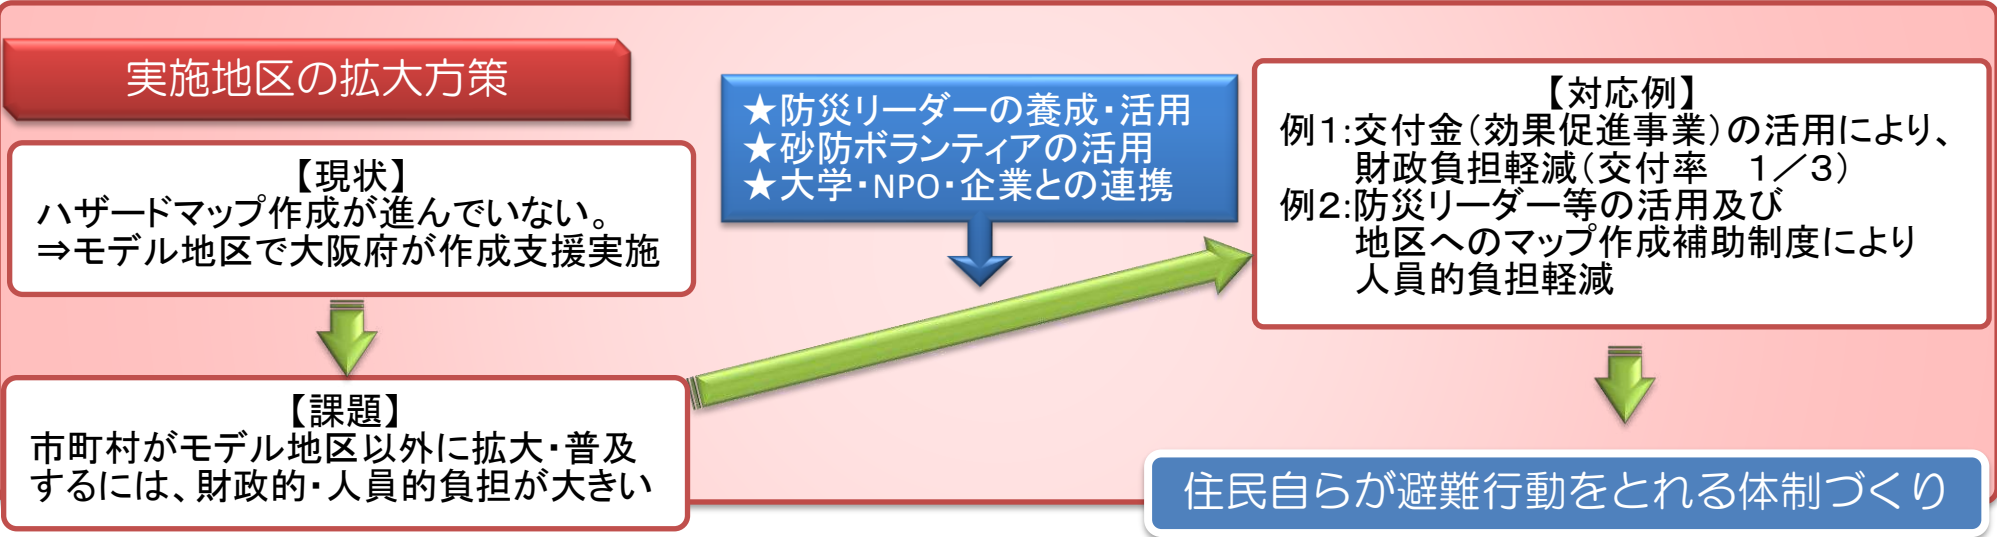 実施地区の拡大方策
【現状】
ハザードマップ作成が進んでいない。
⇒モデル地区で大阪府が作成支援実施
【課題】
市町村がモデル地区以外に拡大・普及
するには、財政的・人員的負担が大きい
★防災リーダーの養成・活用
★砂防ボランティアの活用
★大学・NPO・企業との連携
【対応例】
例１:交付金（効果促進事業）の活用により、
財政負担軽減（交付率　１／３）
例２:防災リーダー等の活用及び
地区へのマップ作成補助制度により
人員的負担軽減
住民自らが避難行動をとれる体制づくり